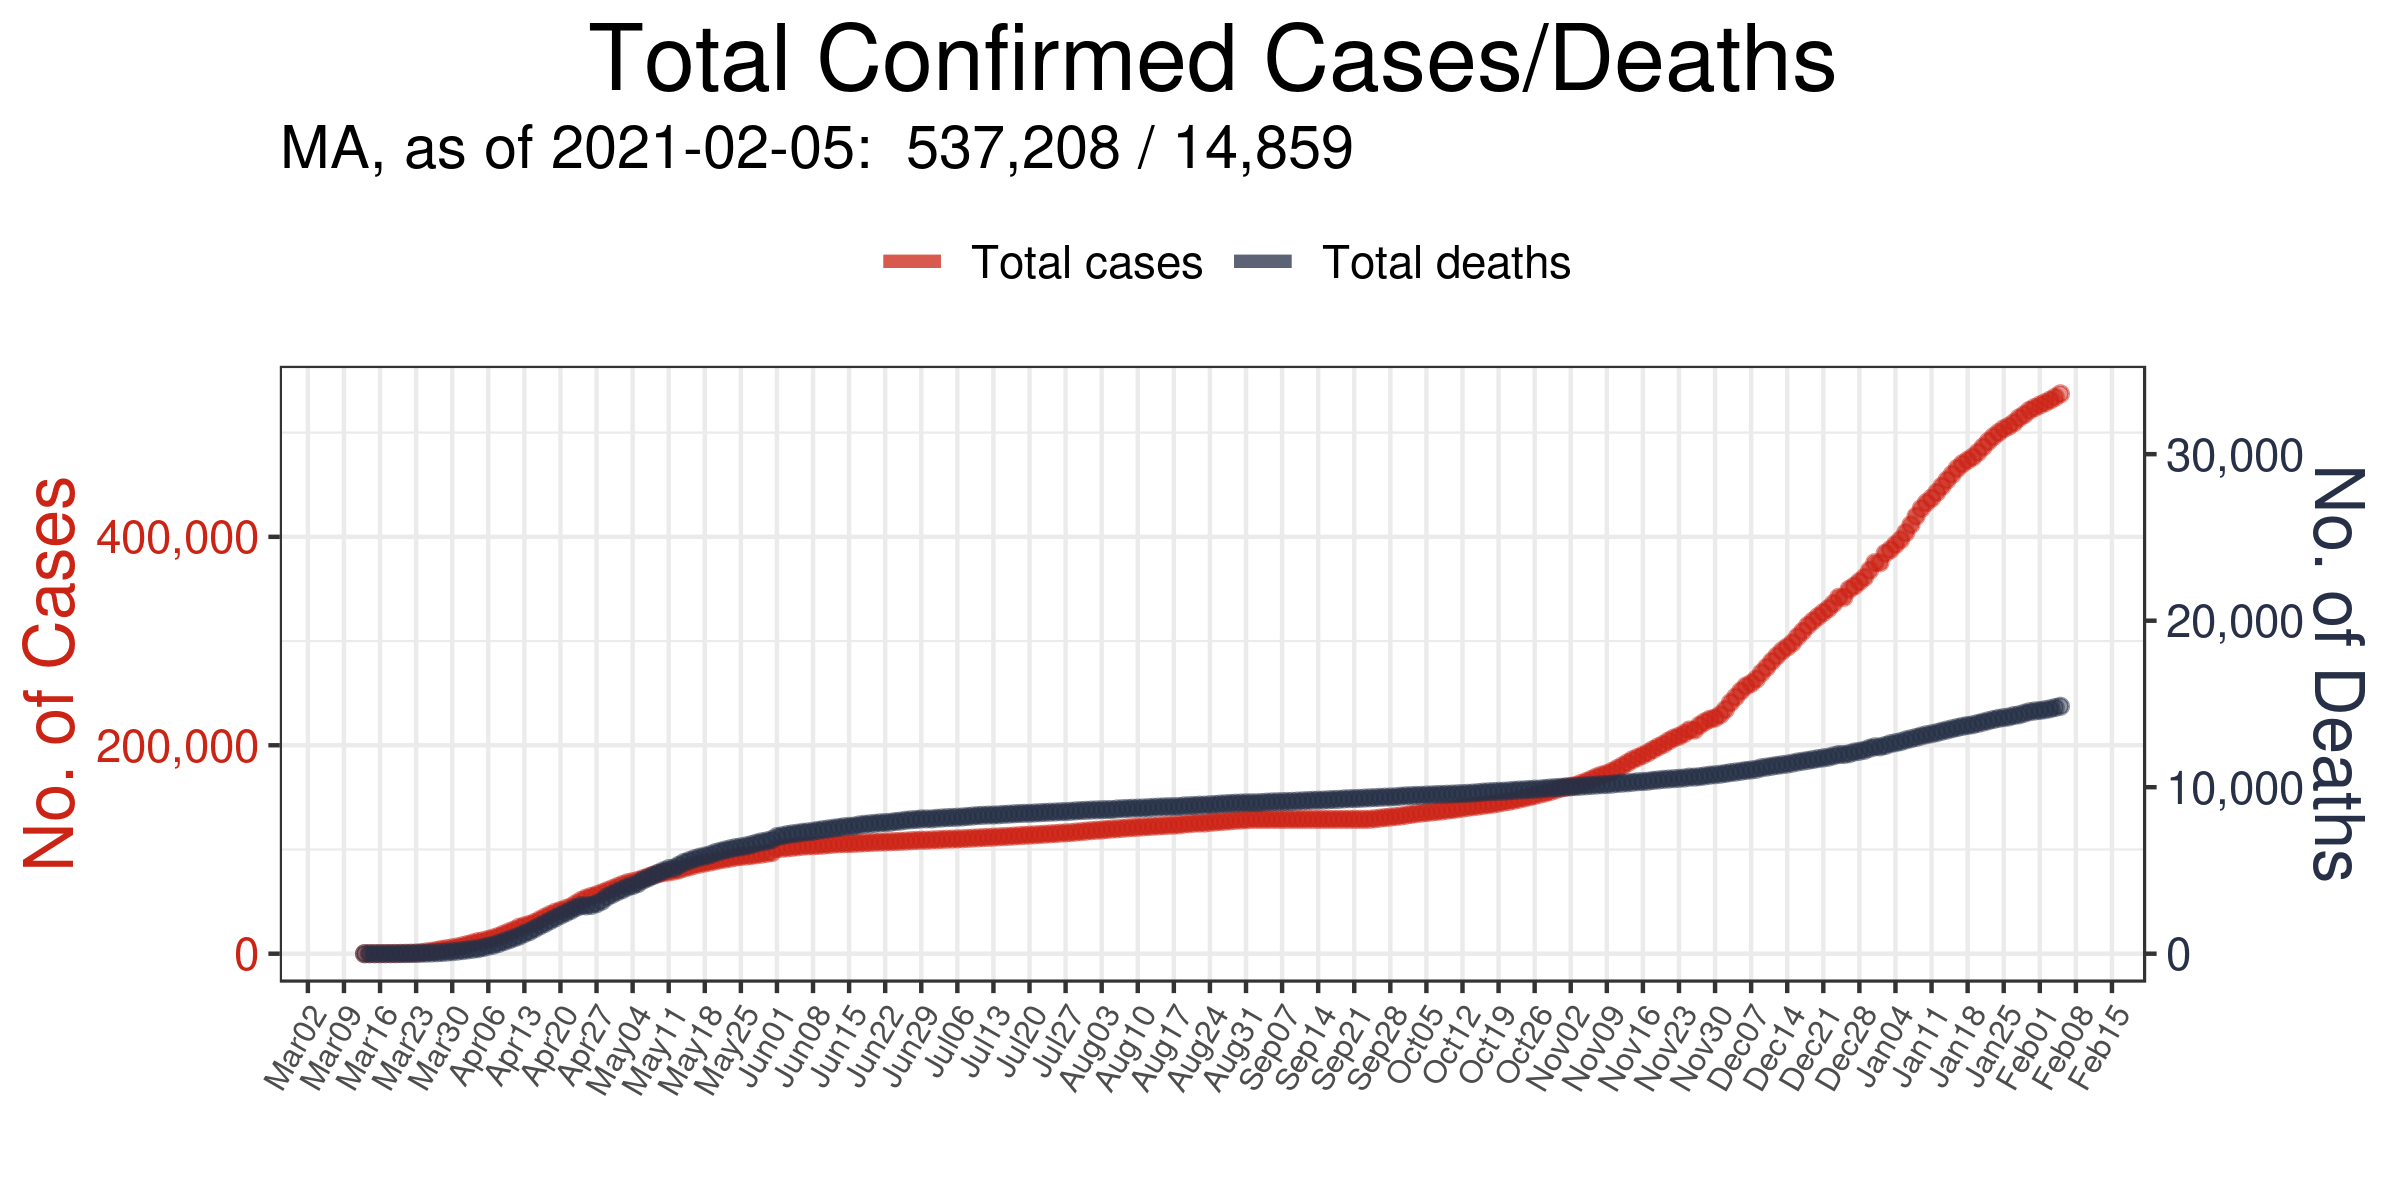 Total Confirmed Cases/Deaths
MA, as of 2021-02-05:  537,208 / 14,859
Total cases
Total deaths
No. of Cases
400,000
200,000
0
30,000
20,000
10,000
0
No. of Deaths
Mar02
Mar09
Mar16
Mar23
Mar30
Apr06
Apr13
Apr20
Apr27
May04
May11
May18
May25
Jun01
Jun08
Jun15
Jun22
Jun29
Jul06
Jul13
Jul20
Jul27
Aug03
Aug10
Aug17
Aug24
Aug31
Sep07
Sep14
Sep21
Sep28
Oct05
Oct12
Oct19
Oct26
Nov02
Nov09
Nov16
Nov23
Nov30
Dec07
Dec14
Dec21
Dec28
Jan04
Jan11
Jan18
Jan25
Feb01
Feb08
Feb15